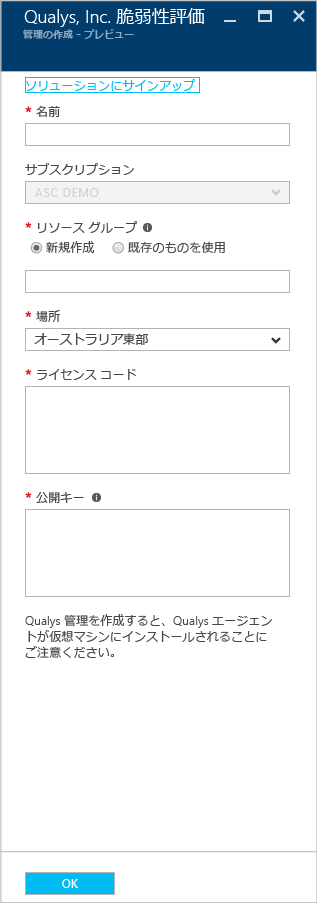 Qualys, Inc. 脆弱性評価
管理の作成 - プレビュー
ソリューションにサインアップ
* 名前
サブスクリプション
ASC DEMO
* リソース グループ
新規作成 既存のものを使用
* 場所
オーストラリア東部
* ライセンス コード
* 公開キー
Qualys 管理を作成すると、Qualys エージェン
トが仮想マシンにインストールされることに
ご注意ください。
OK